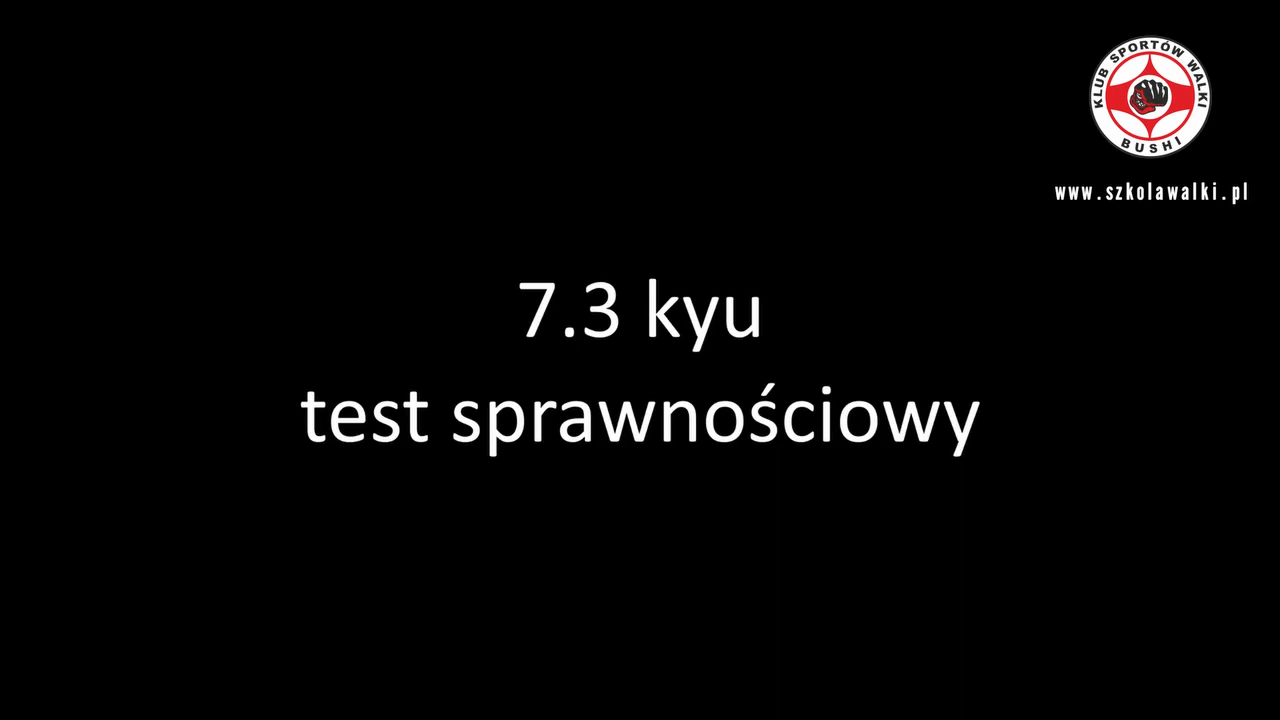 KLUB SPORTÓW WALKI
BUSHI
www.szkolawalki.pl
7.3 kyu
test sprawnościowy